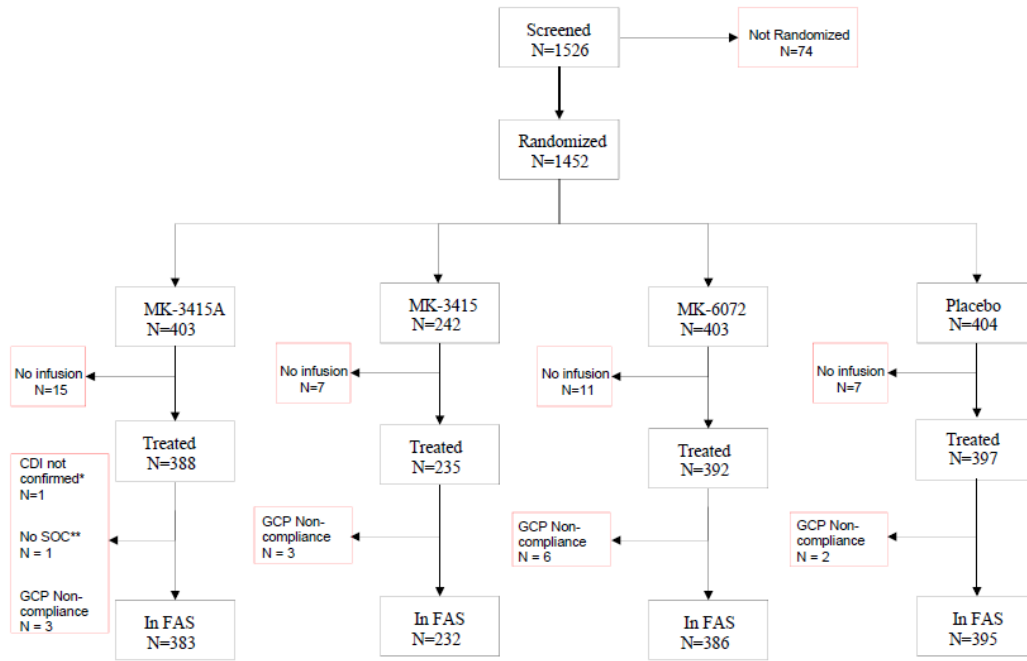 Screened
N=1526
Not Randomized
N=74
Randomized
N=1452
MK-3415A
N=403
MK-3415
N=242
MK-6072
N=403
Placebo
N=404
No infusion
N=15
No infusion
N=7
No infusion
N=11
No infusion
N=7
Treated
N=388
Treated
N=235
Treated
N=392
Treated
N=397
CDI not
confirmed*
N=1
No SOC**
N = 1
GCP Non-
compliance
N = 3
GCP Non-
compliance
N = 3
GCP Non-
compliance
N = 6
GCP Non-
compliance
N = 2
In FAS
N=383
In FAS
N=232
In FAS
N=386
In FAS
N=395